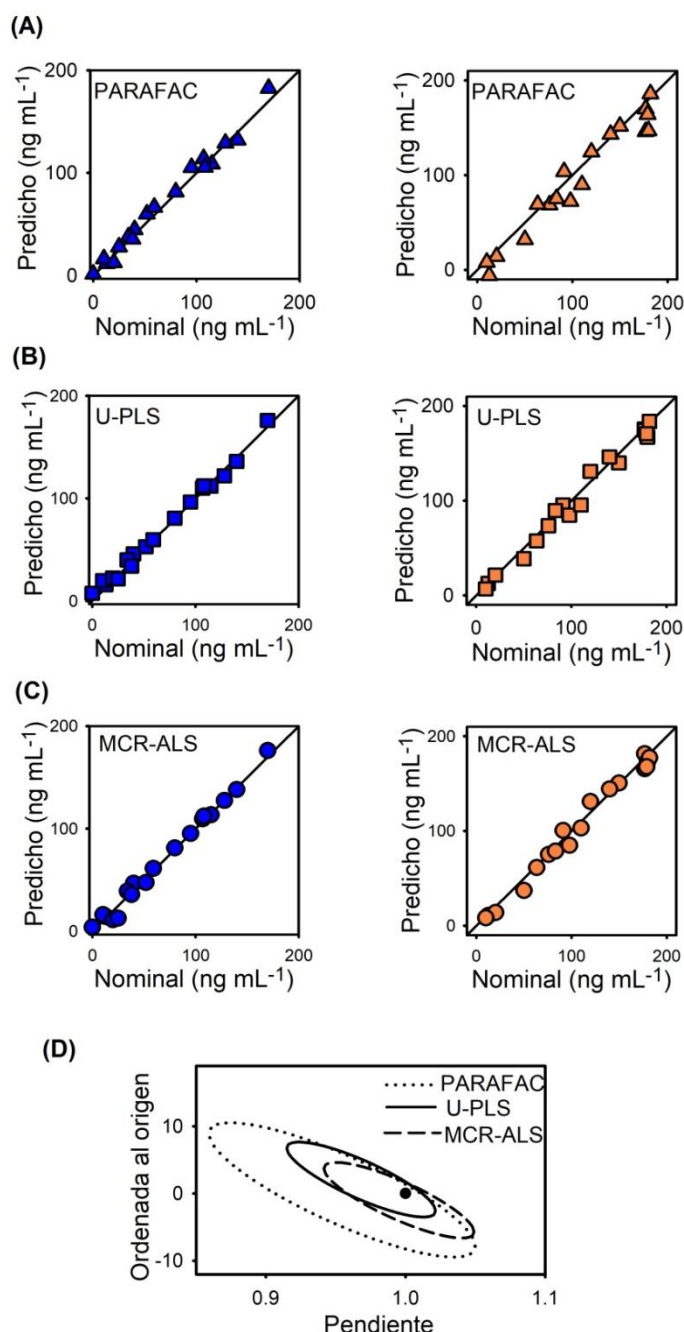 (A)
PARAFAC
Predicho (ng mL⁻¹)
200
100
0
0 100 200
Nominal (ng mL⁻¹)
PARAFAC
Predicho (ng mL⁻¹)
200
100
0
0 100 200
Nominal (ng mL⁻¹)
(B)
U-PLS
Predicho (ng mL⁻¹)
200
100
0
0 100 200
Nominal (ng mL⁻¹)
U-PLS
Predicho (ng mL⁻¹)
200
100
0
0 100 200
Nominal (ng mL⁻¹)
(C)
MCR-ALS
Predicho (ng mL⁻¹)
200
100
0
0 100 200
Nominal (ng mL⁻¹)
MCR-ALS
Predicho (ng mL⁻¹)
200
100
0
0 100 200
Nominal (ng mL⁻¹)
(D)
PARAFAC
U-PLS
MCR-ALS
Ordenada al origen
10
0
-10
0.9 1.0 1.1
Pendiente